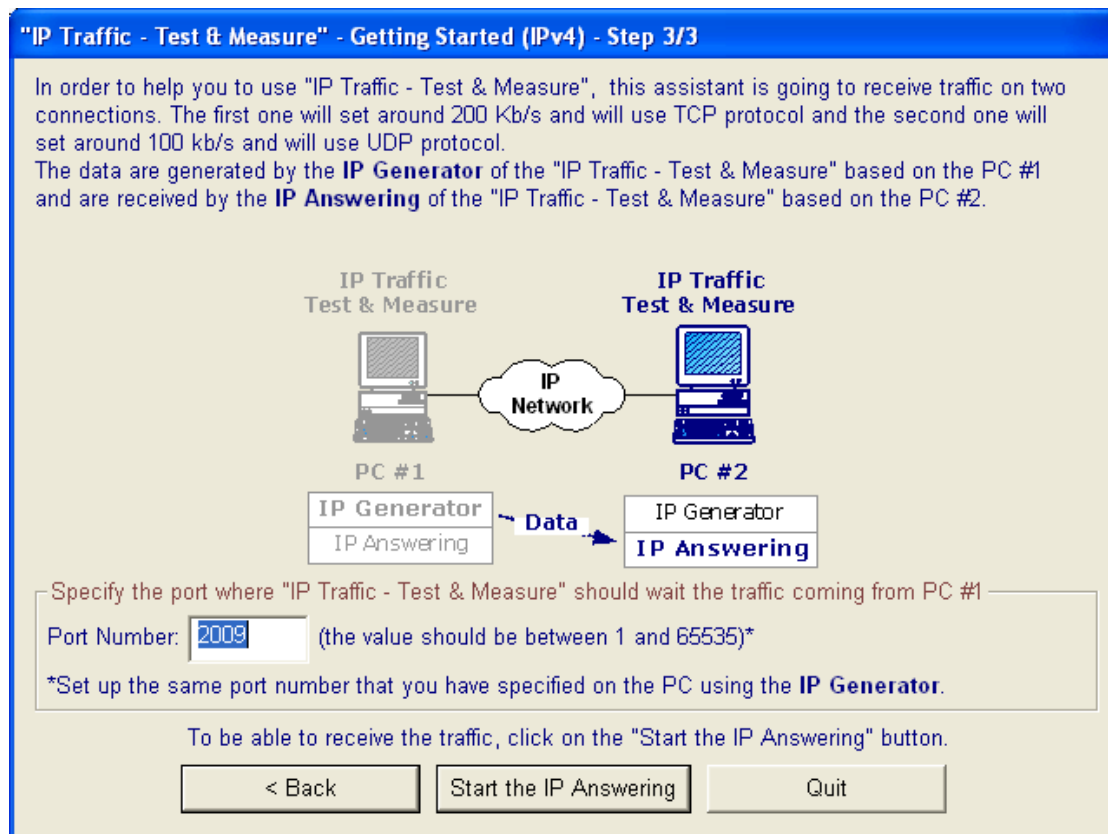 "IP Traffic - Test & Measure" - Getting Started (IPv4) - Step 3/3
In order to help you to use "IP Traffic - Test & Measure", this assistant is going to receive traffic on two
connections. The first one will set around 200 Kb/s and will use TCP protocol and the second one will
set around 100 kb/s and will use UDP protocol.
The data are generated by the IP Generator of the "IP Traffic - Test & Measure" based on the PC #1
and are received by the IP Answering of the "IP Traffic - Test & Measure" based on the PC #2.
IP Traffic
Test & Measure
IP Traffic
Test & Measure
IP
Network
PC #1
PC #2
IP Generator
IP Answering
Data
IP Generator
IP Answering
Specify the port where "IP Traffic - Test & Measure" should wait the traffic coming from PC #1
Port Number: 2009 (the value should be between 1 and 65535)*
*Set up the same port number that you have specified on the PC using the IP Generator.
To be able to receive the traffic, click on the "Start the IP Answering" button.
< Back
Start the IP Answering
Quit